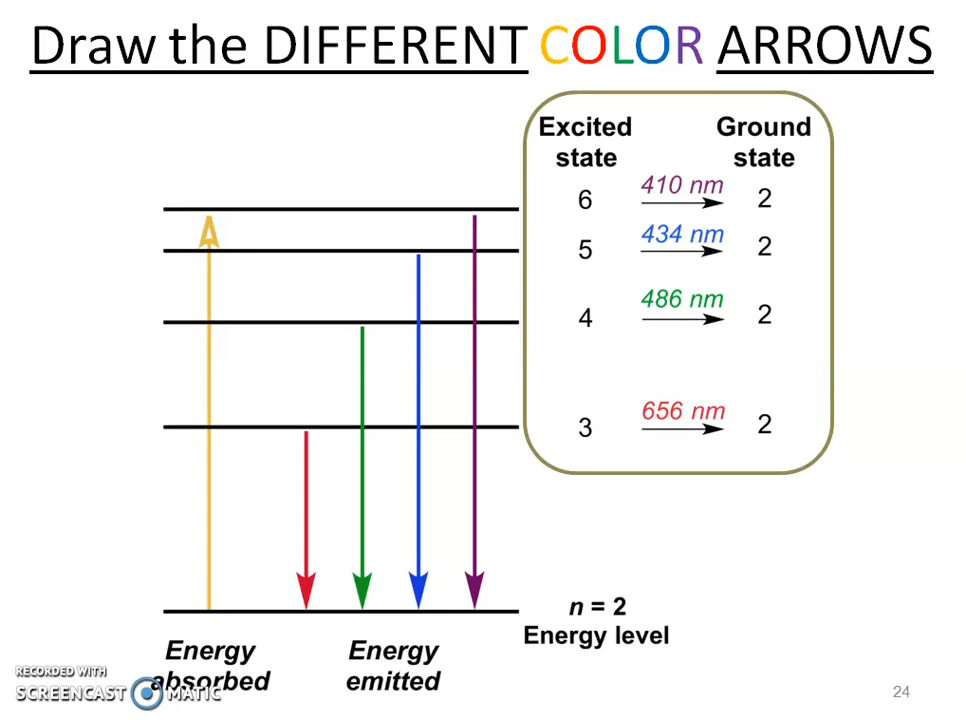 Draw the DIFFERENT COLOR ARROWS
Excited state
Ground state
6 410 nm 2
5 434 nm 2
4 486 nm 2
3 656 nm 2
n = 2
Energy level
Energy absorbed
Energy emitted
RECORDED WITH
SCREENCAST MATIC
24